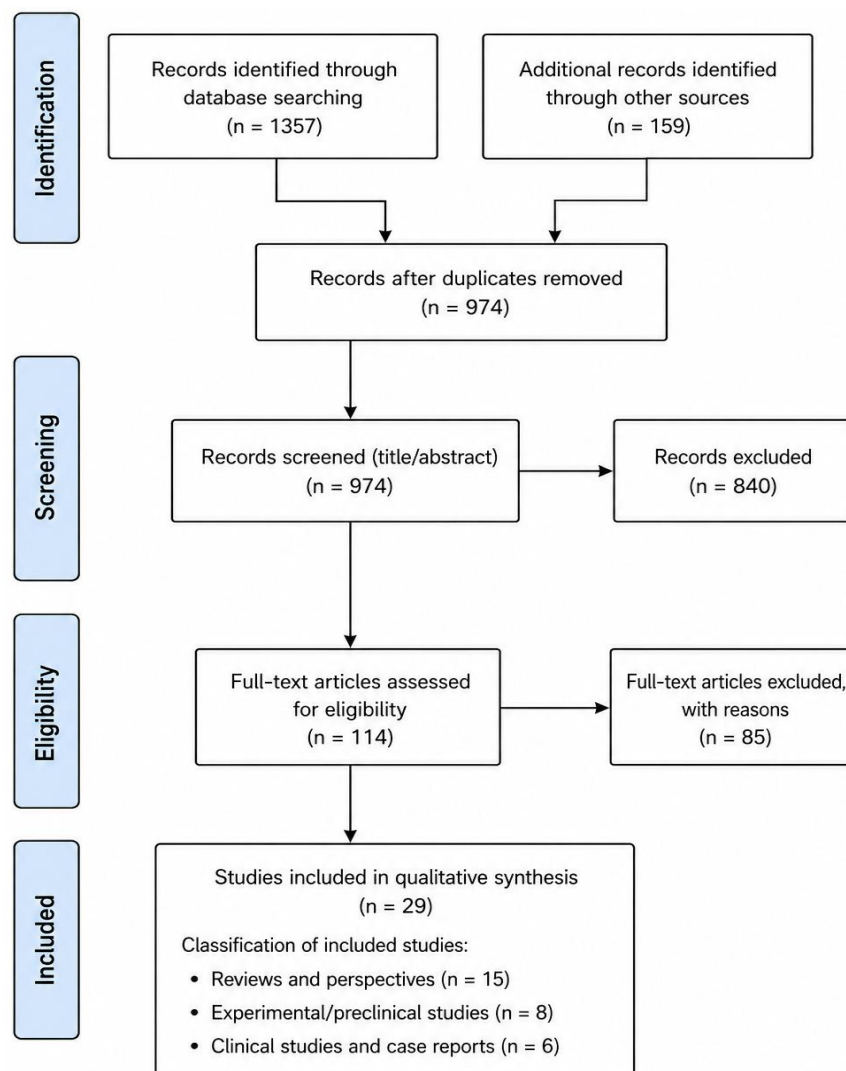 Identification
Records identified through
database searching
(n = 1357)
Additional records identified
through other sources
(n = 159)
Records after duplicates removed
(n = 974)
Screening
Records screened (title/abstract)
(n = 974)
Records excluded
(n = 840)
Eligibility
Full-text articles assessed
for eligibility
(n = 114)
Full-text articles excluded,
with reasons
(n = 85)
Included
Studies included in qualitative synthesis
(n = 29)
Classification of included studies:
• Reviews and perspectives (n = 15)
• Experimental/preclinical studies (n = 8)
• Clinical studies and case reports (n = 6)